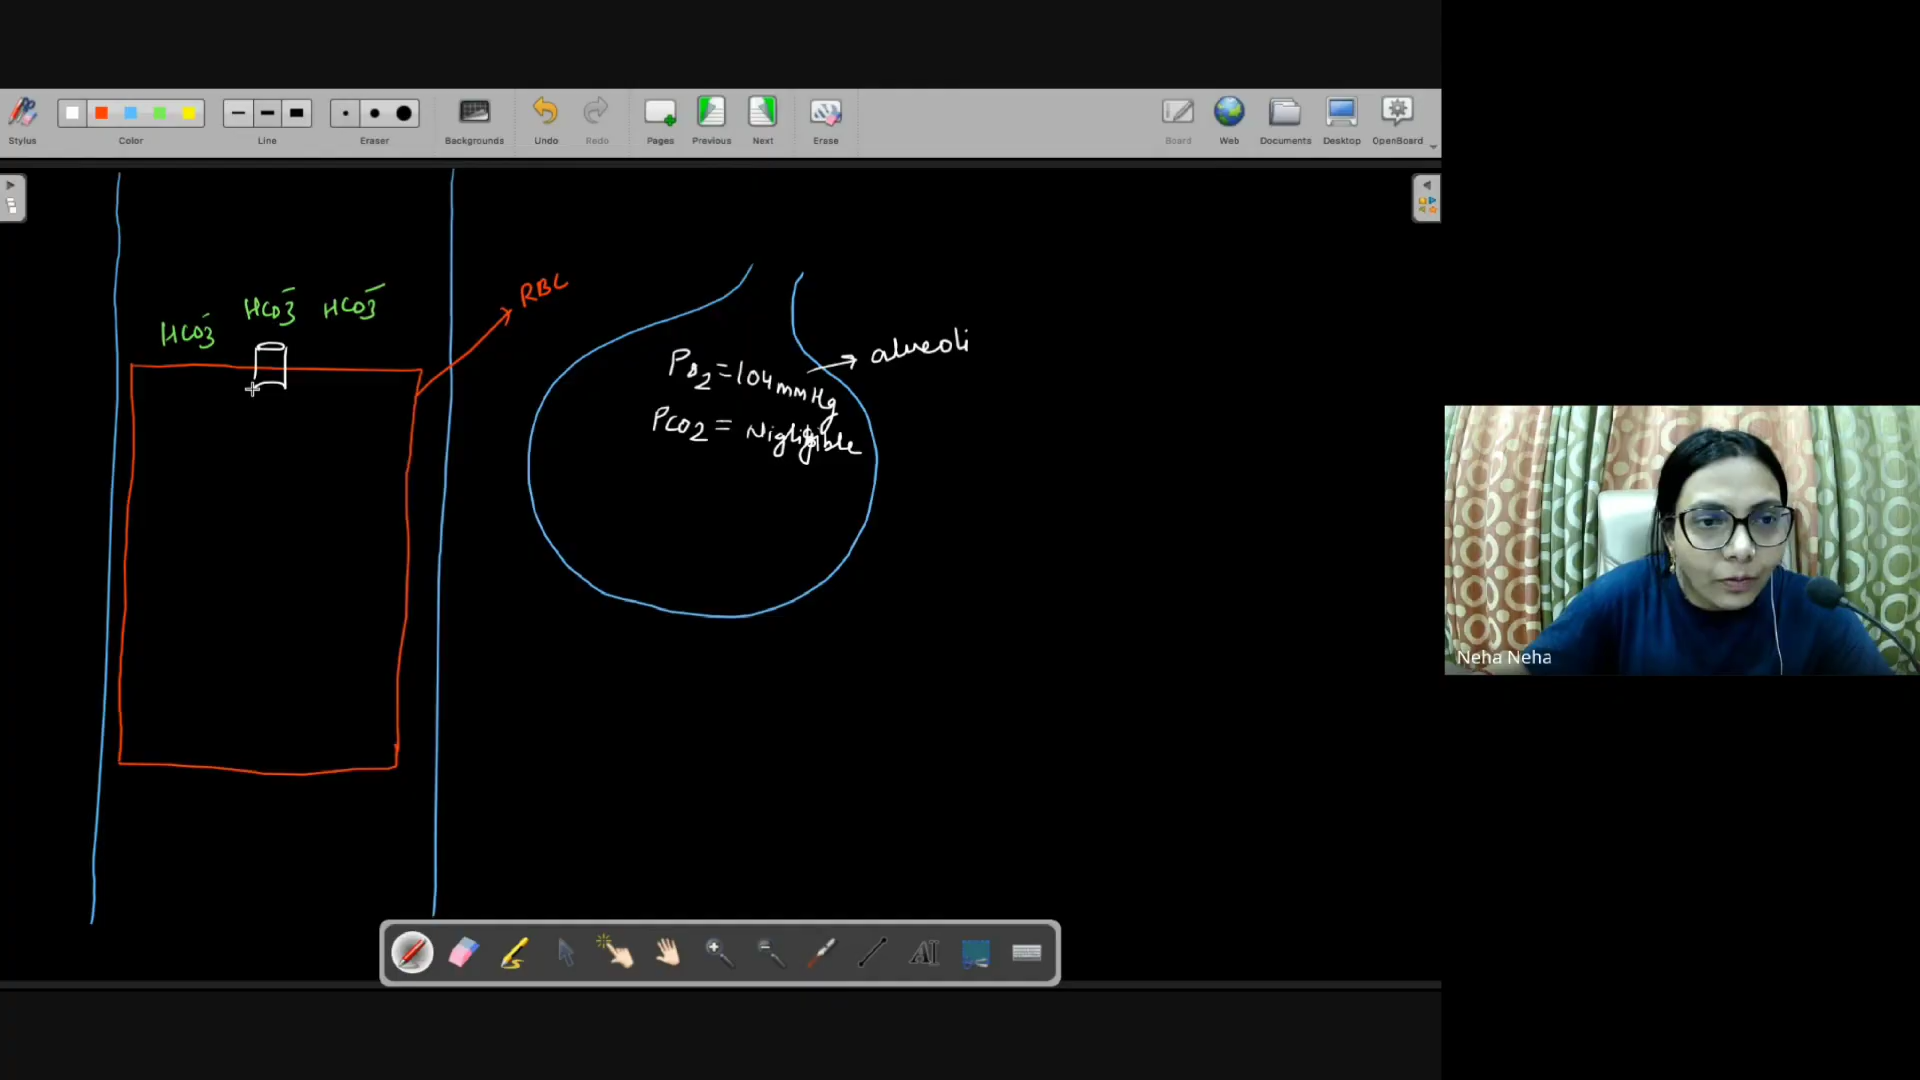 Stylus
Color
Line
Eraser
Backgrounds
Undo
Redo
Pages
Previous
Next
Erase
Board
Web
Documents
Desktop
OpenBoard
RBC
HCO3⁻ HCO3⁻ HCO3⁻
alveoli
PO2 = 104 mmHg
PCO2 = Nigligible
Neha Neha
AI